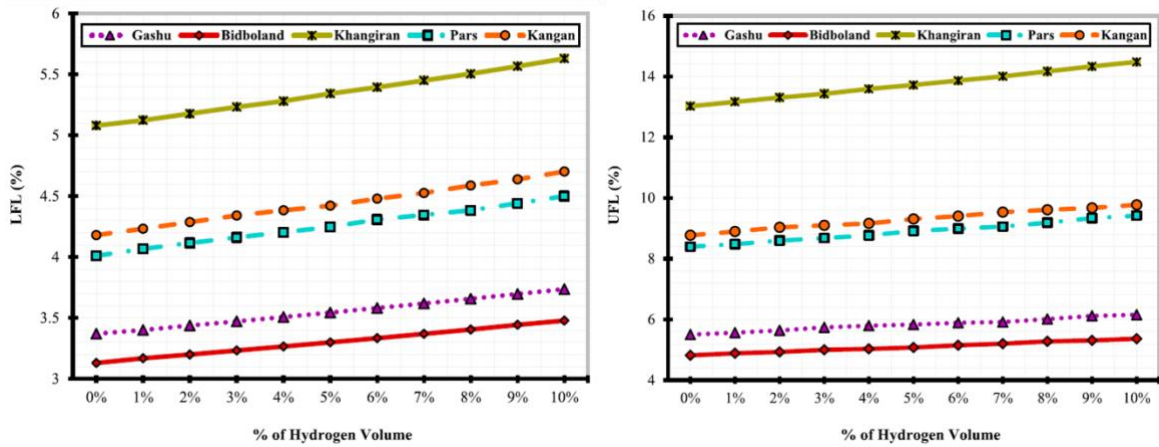 Gashu Bidboland Khangiran Pars Kangan
6
5.5
5
4.5
4
3.5
3
LFL (%)
0% 1% 2% 3% 4% 5% 6% 7% 8% 9% 10%
% of Hydrogen Volume
Gashu Bidboland Khangiran Pars Kangan
16
14
12
10
8
6
4
UFL (%)
0% 1% 2% 3% 4% 5% 6% 7% 8% 9% 10%
% of Hydrogen Volume